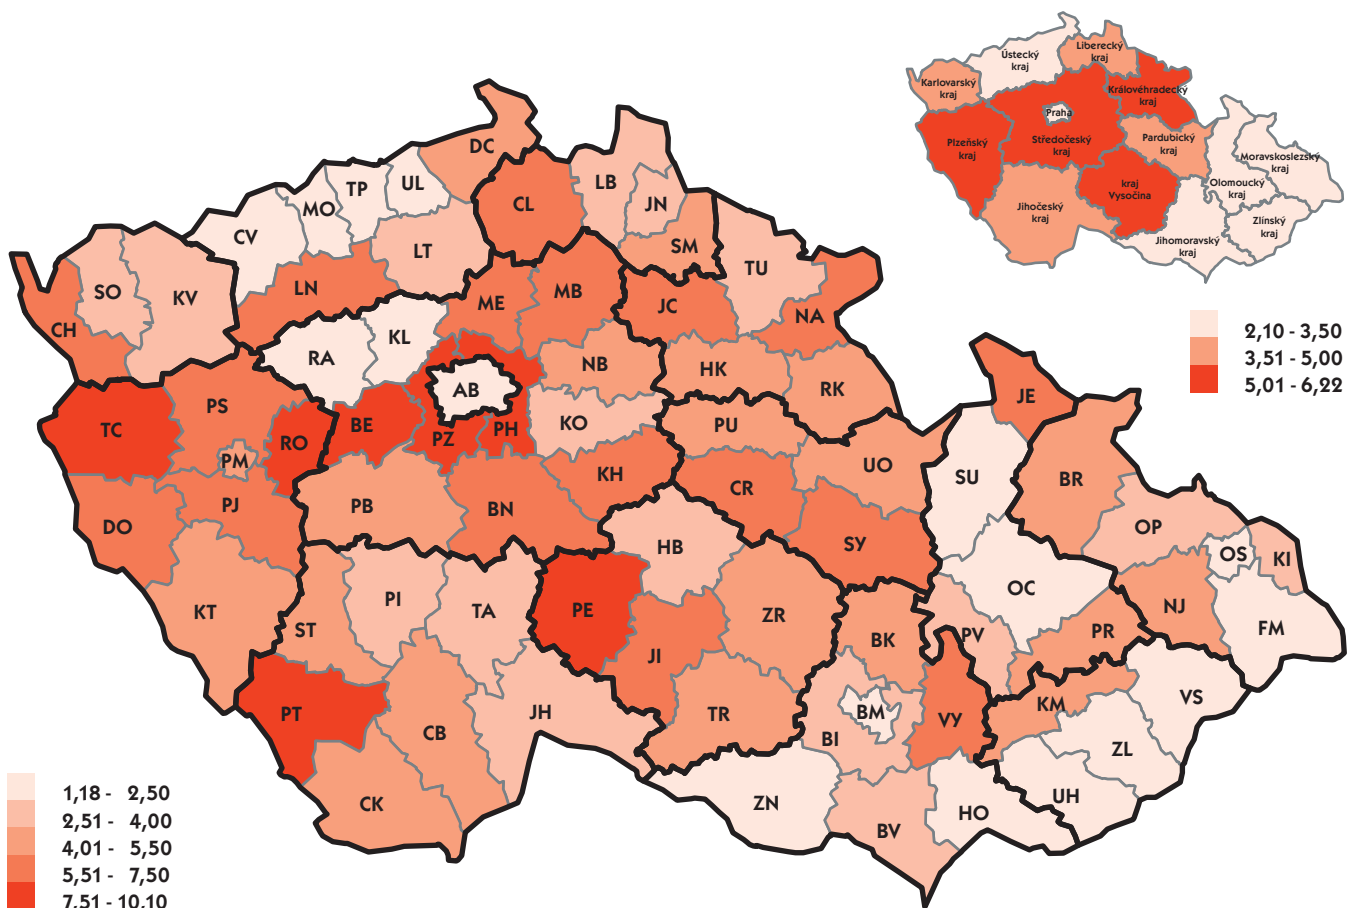 Ústecký
kraj
Liberecký
kraj
Karlovarský
kraj
Královéhradecký
kraj
Praha
Plzeňský
kraj
Středočeský
kraj
Pardubický
kraj
Moravskoslezský
kraj
kraj
Vysočina
Olomoucký
kraj
Jihočeský
kraj
Zlínský
kraj
Jihomoravský
kraj
2,10 - 3,50
3,51 - 5,00
5,01 - 6,22
DC
TP
UL
MO
CV
LT
CL
LB
JN
SM
TU
SO
KV
CH
LN
ME
MB
JC
NA
RA
KL
AB
NB
HK
RK
TC
PS
PM
RO
BE
PZ
PH
KO
PU
UO
JE
SU
BR
DO
PJ
PB
BN
KH
CR
SY
OP
OS
KI
KT
ST
PI
TA
PE
HB
ZR
OC
NJ
FM
JI
BK
PV
PR
PT
CB
JH
TR
BM
BI
VY
KM
VS
ZL
CK
ZN
BV
HO
UH
1,18 - 2,50
2,51 - 4,00
4,01 - 5,50
5,51 - 7,50
7,51 - 10,10